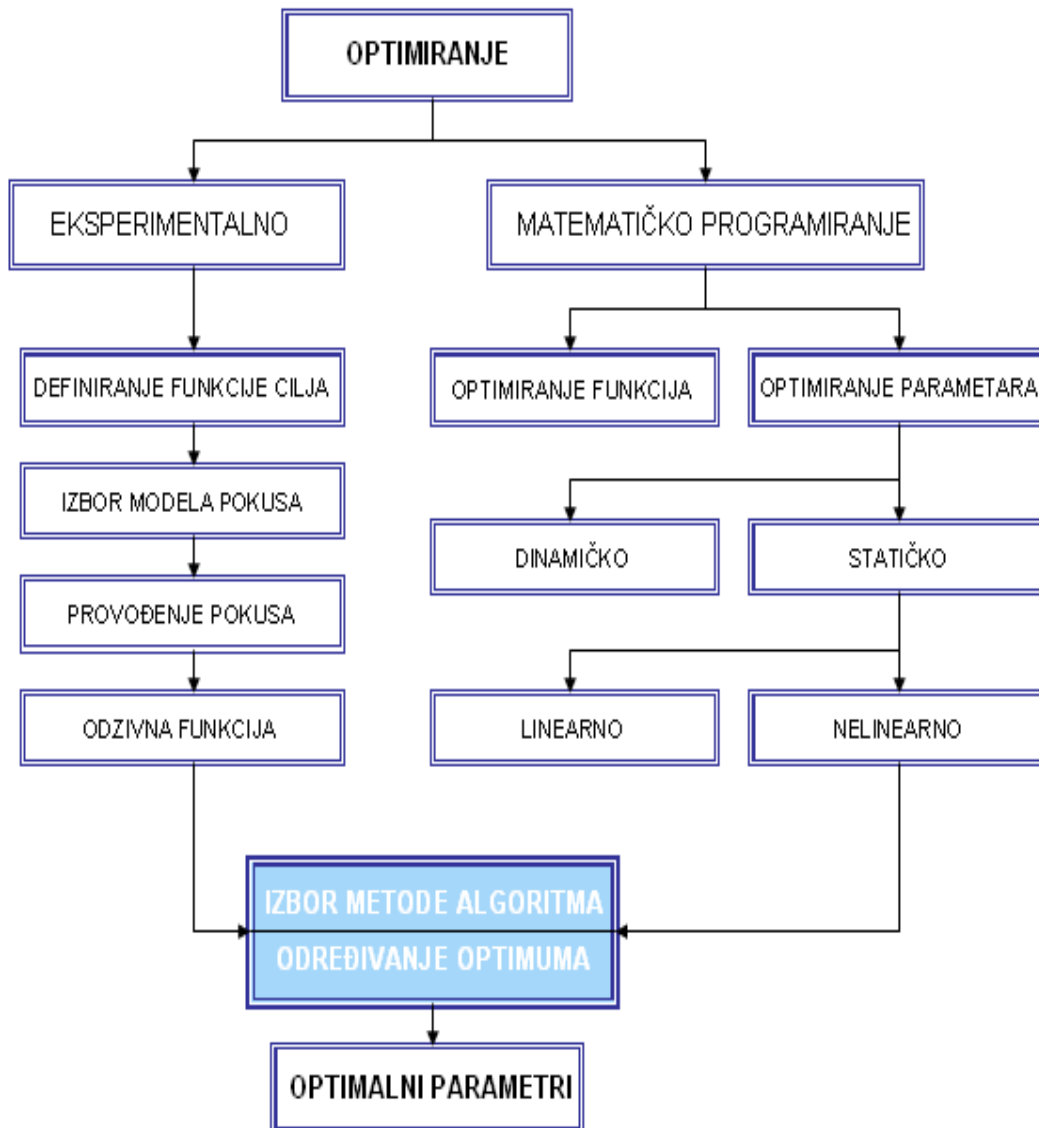 OPTIMIRANJE
EKSPERIMENTALNO
MATEMATIČKO PROGRAMIRANJE
DEFINIRANJE FUNKCIJE CILJA
OPTIMIRANJE FUNKCIJA
OPTIMIRANJE PARAMETARA
IZBOR MODELA POKUSA
DINAMIČKO
STATIČKO
PROVOĐENJE POKUSA
ODZIVNA FUNKCIJA
LINEARNO
NELINEARNO
IZBOR METODE ALGORITMA
ODREĐIVANJE OPTIMUMA
OPTIMALNI PARAMETRI